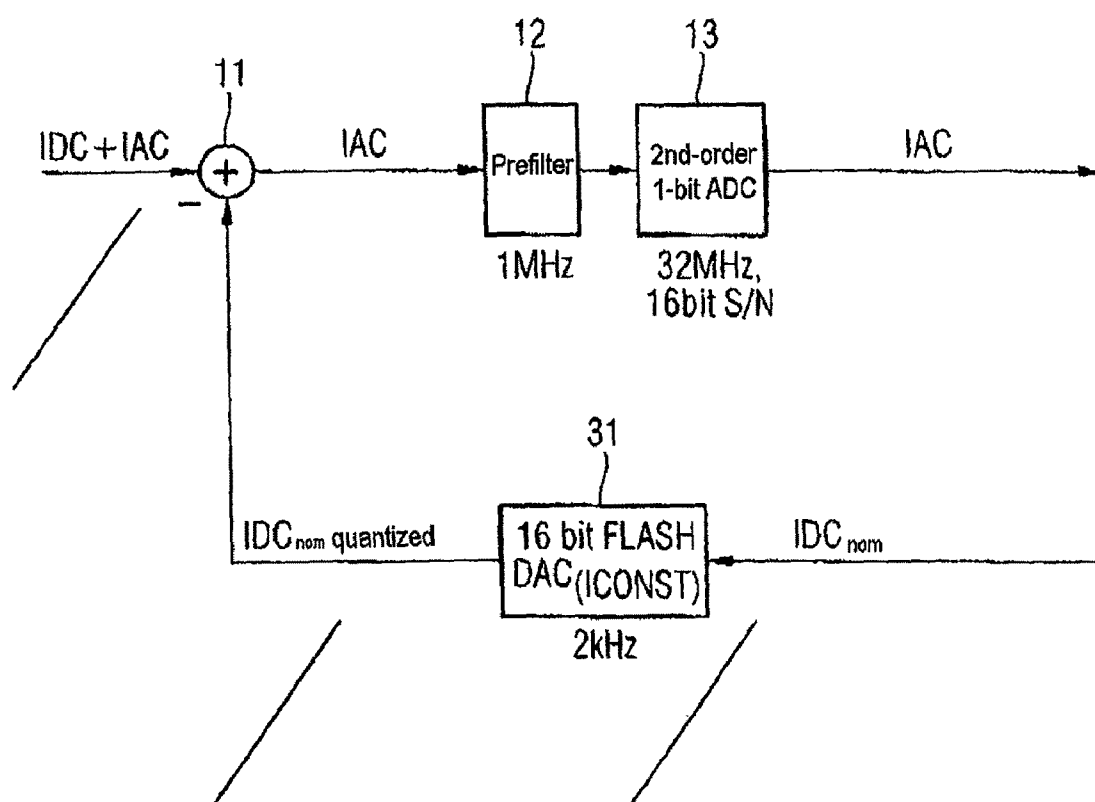 12
13
11
IDC+IAC
+
−
IAC
Prefilter
2nd-order
1-bit ADC
IAC
1MHz
32MHz,
16bit S/N
31
IDCnom quantized
16 bit FLASH
DAC(ICONST)
IDCnom
2kHz